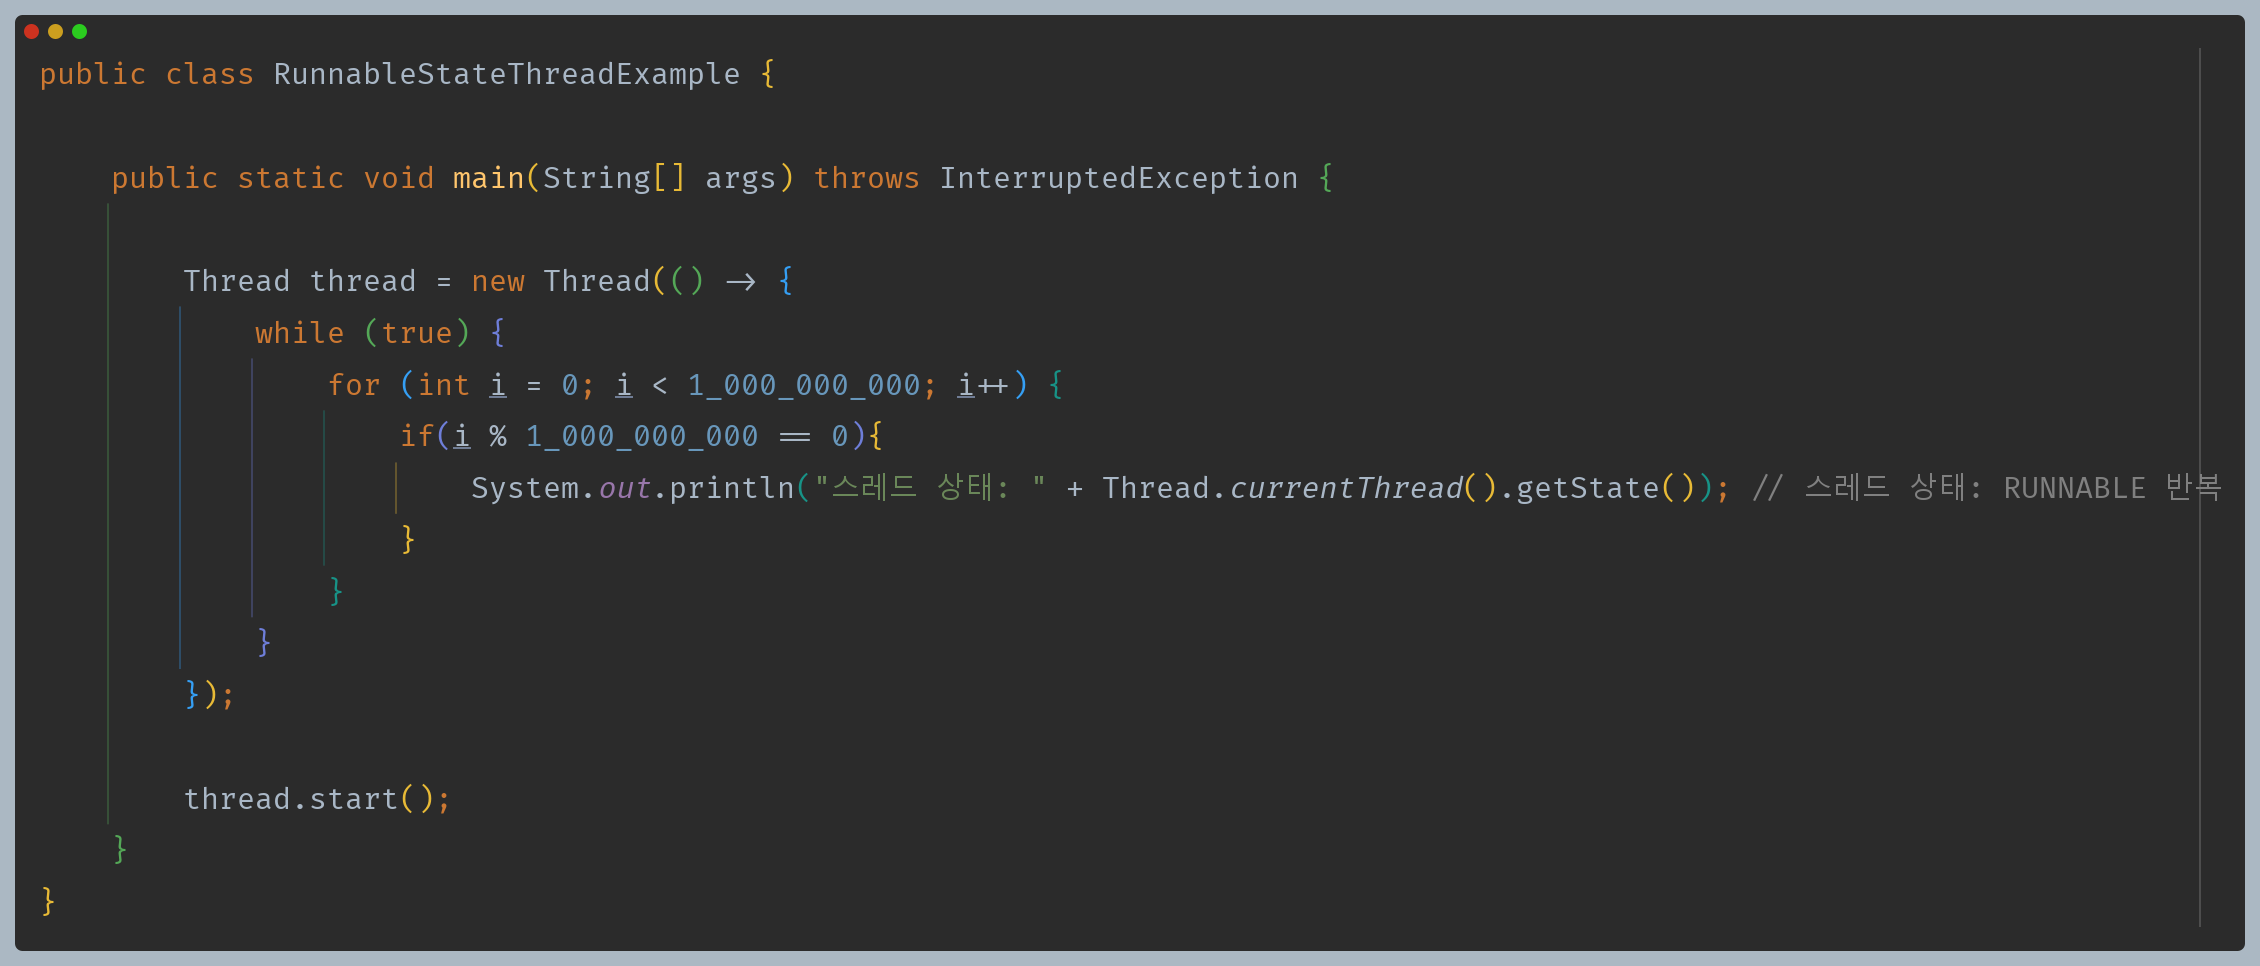 public class RunnableStateThreadExample {
public static void main(String[] args) throws InterruptedException {
Thread thread = new Thread(() -> {
while (true) {
for (int i = 0; i < 1_000_000_000; i++) {
if(i % 1_000_000_000 == 0){
System.out.println("스레드 상태: " + Thread.currentThread().getState()); // 스레드 상태: RUNNABLE 반복
}
}
}
});
thread.start();
}
}